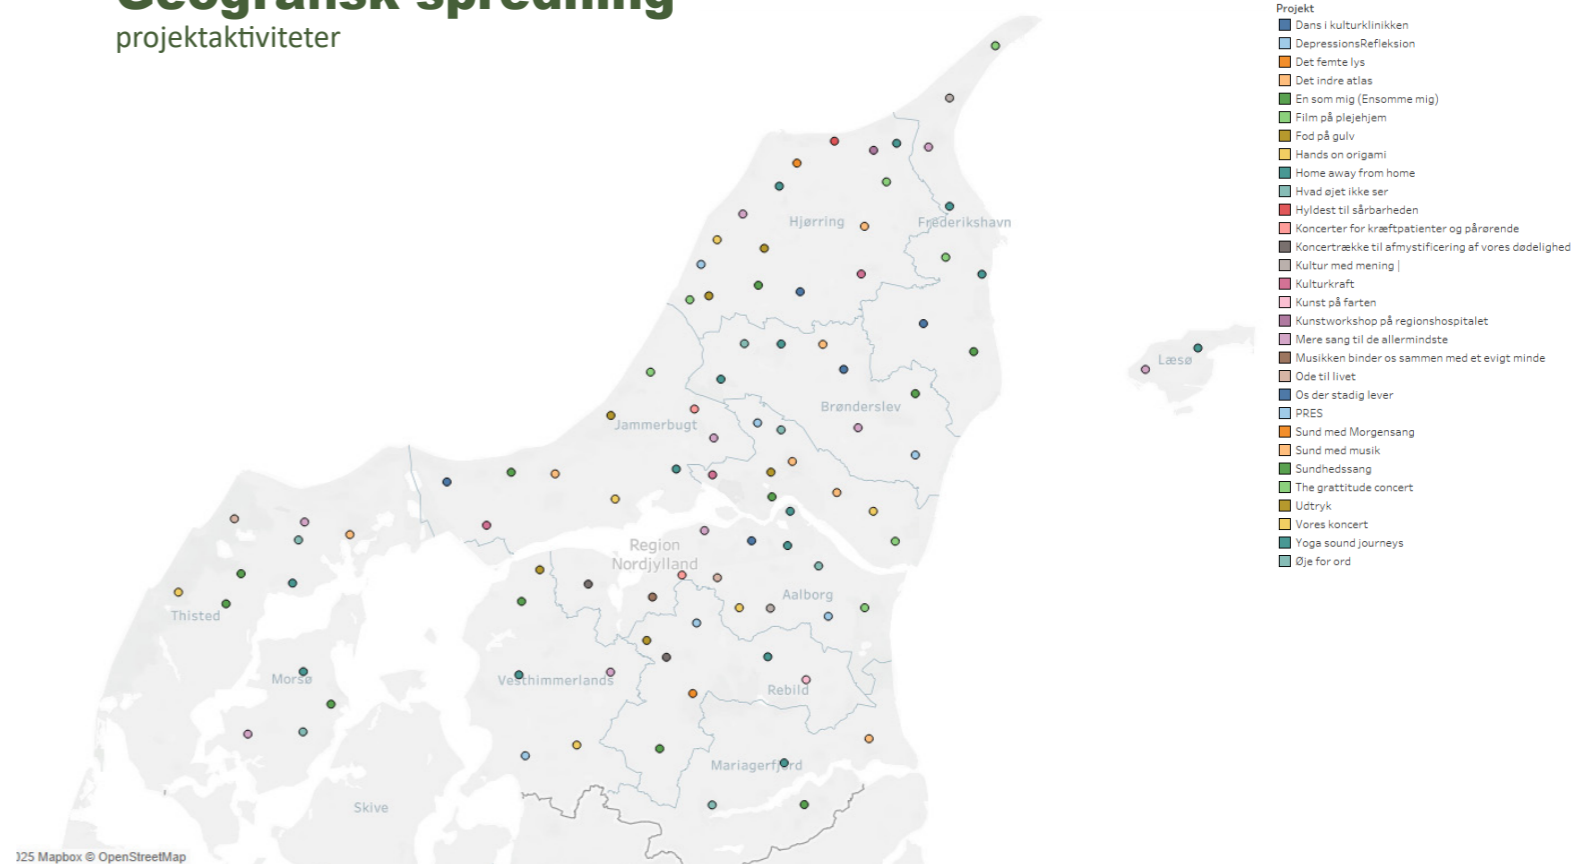 Geografisk spredning
projektaktiviteter
Projekt
Dans i kulturklinikken
DepressionsRefleksion
Det femte lys
Det indre atlas
En som mig (Ensomme mig)
Film på plejehjem
Fod på gulv
Hands on origami
Home away from home
Hvad øjet ikke ser
Hyldest til sårbarheden
Koncerter for kræftpatienter og pårørende
Koncertrække til afmystificering af vores dødelighed
Kultur med mening |
Kulturkraft
Kunst på farten
Kunstworkshop på regionshospitalet
Mere sang til de allermindste
Musikken binder os sammen med et evigt minde
Ode til livet
Os der stadig lever
PRES
Sund med Morgensang
Sund med musik
Sundhedssang
The grattitude concert
Udtryk
Vores koncert
Yoga sound journeys
Øje for ord
Hjørring
Frederikshavn
Læsø
Brønderslev
Jammerbugt
Region
Nordjylland
Aalborg
Thisted
Morsø
Vesthimmerlands
Rebild
Mariagerfjord
Skive
025 Mapbox © OpenStreetMap